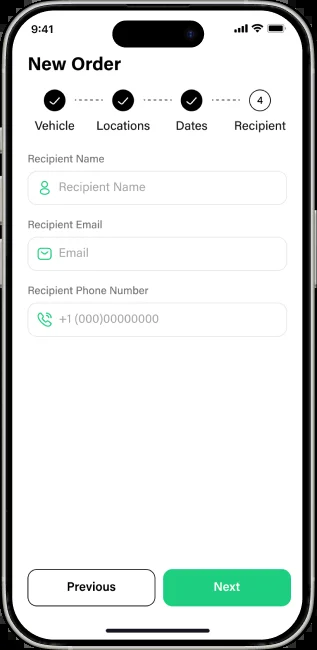 9:41
New Order
4
Vehicle Locations Dates Recipient
Recipient Name
Recipient Name
Recipient Email
Email
Recipient Phone Number
+1 (000)00000000
Previous Next